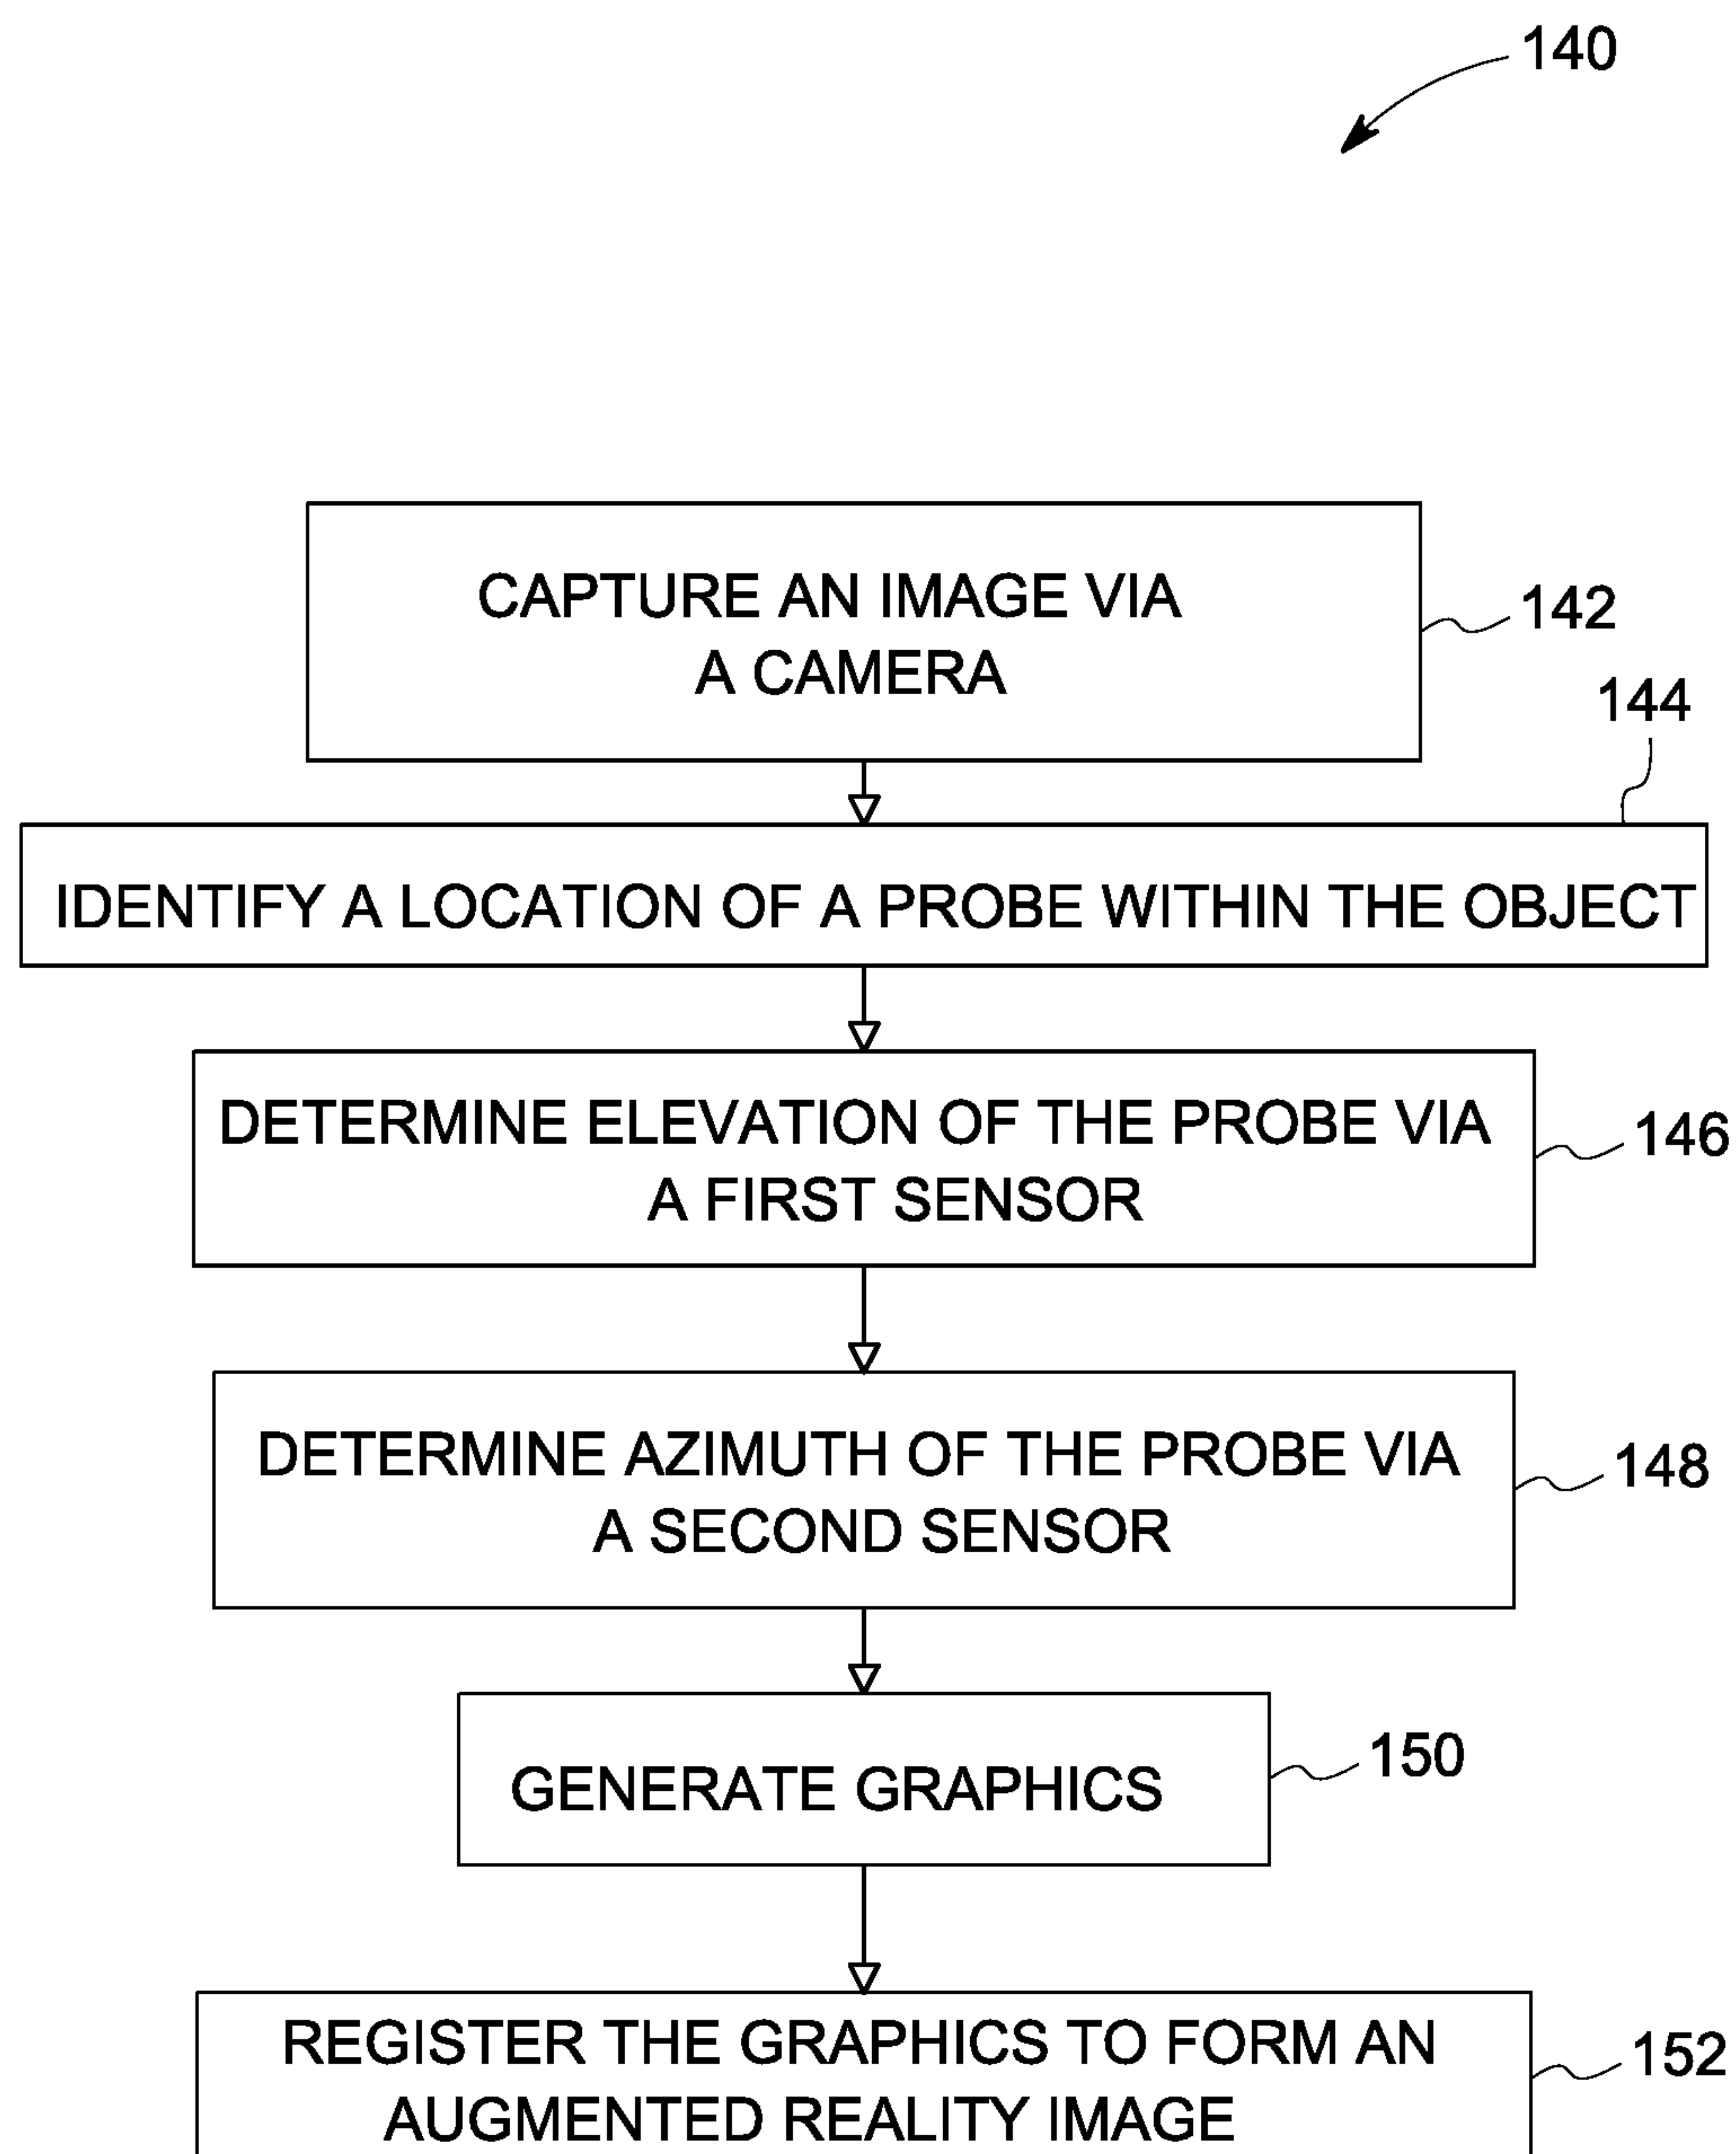 140
CAPTURE AN IMAGE VIA
A CAMERA
142
144
IDENTIFY A LOCATION OF A PROBE WITHIN THE OBJECT
DETERMINE ELEVATION OF THE PROBE VIA
A FIRST SENSOR
146
DETERMINE AZIMUTH OF THE PROBE VIA
A SECOND SENSOR
148
GENERATE GRAPHICS
150
REGISTER THE GRAPHICS TO FORM AN
AUGMENTED REALITY IMAGE
152